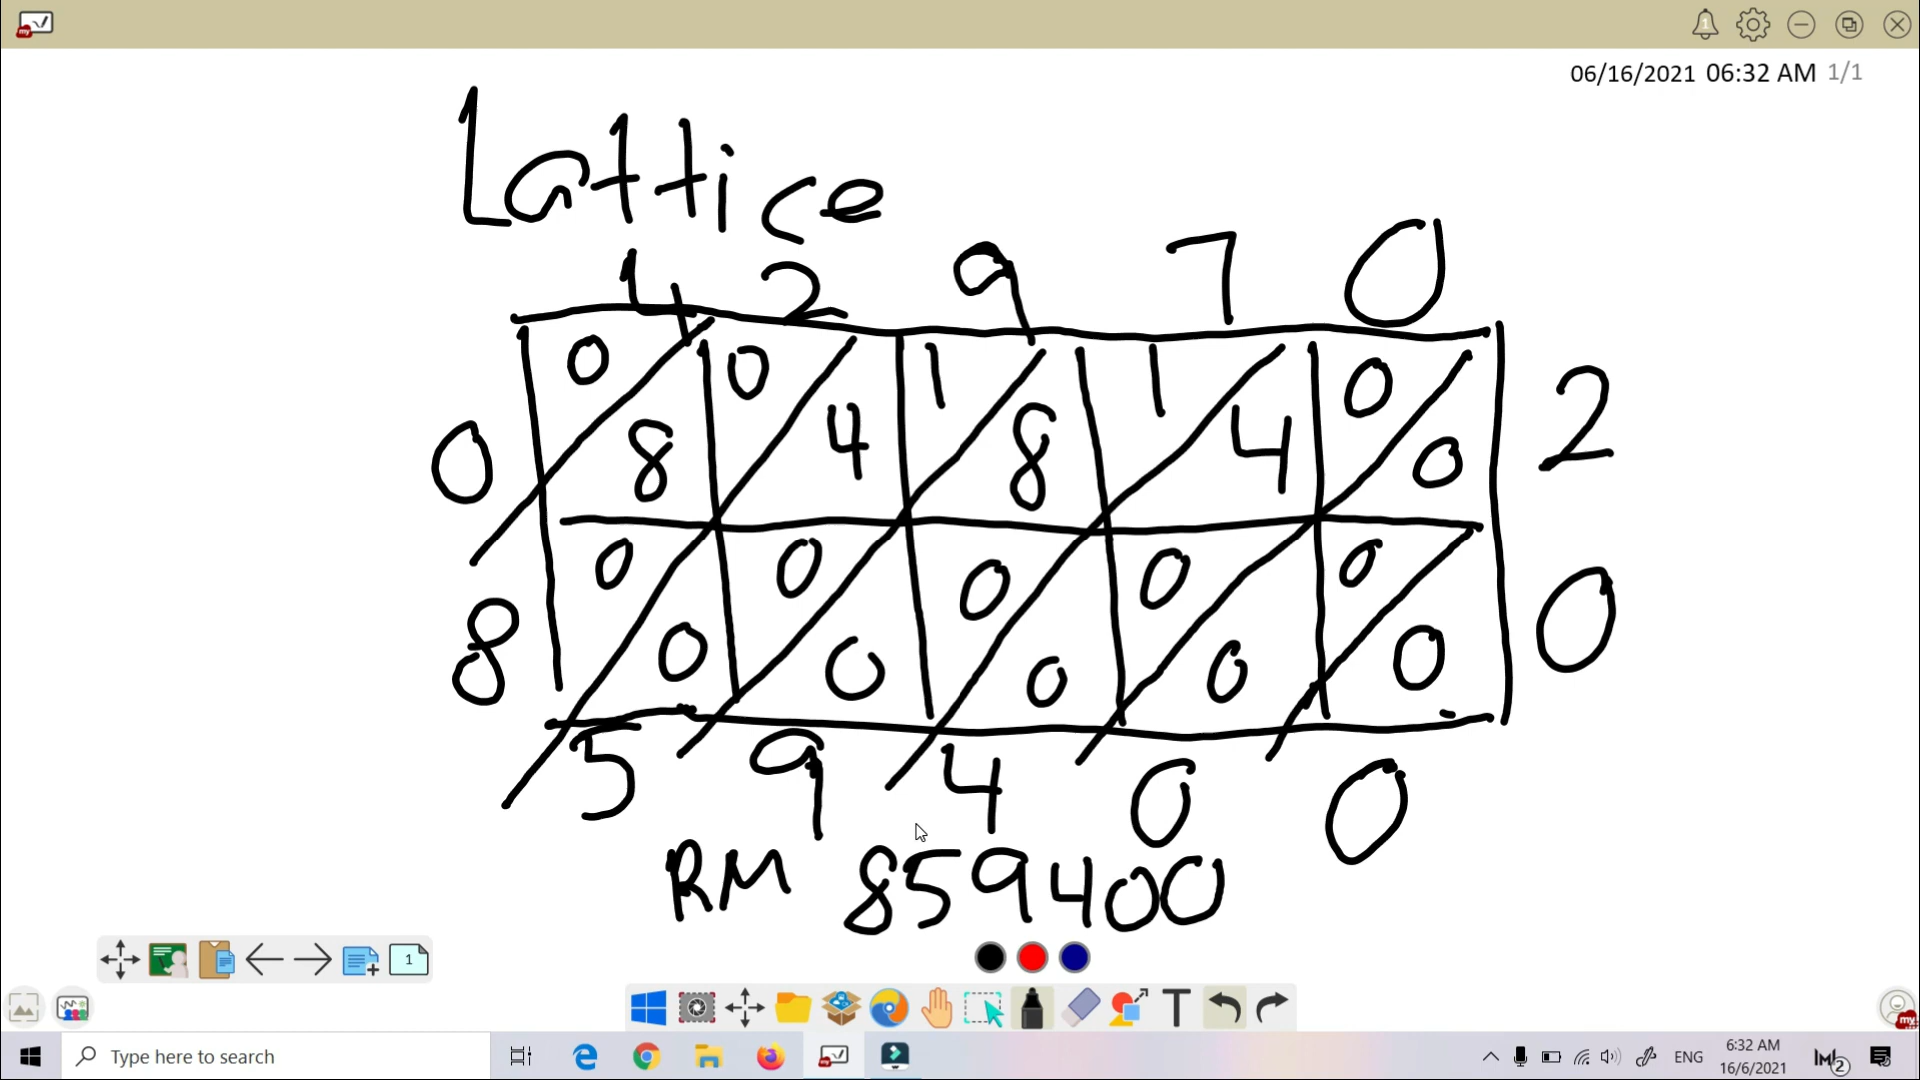 06/16/2021 06:32 AM 1/1
Lattice
4 2 9 7 0
0 0 1 1 0
0 8 4 8 4 0 2
0 0 0 0 0
8 0 0 0 0 0 0
5 9 4 0 0
RM 859400
1
Type here to search
ENG
6:32 AM
16/6/2021
2